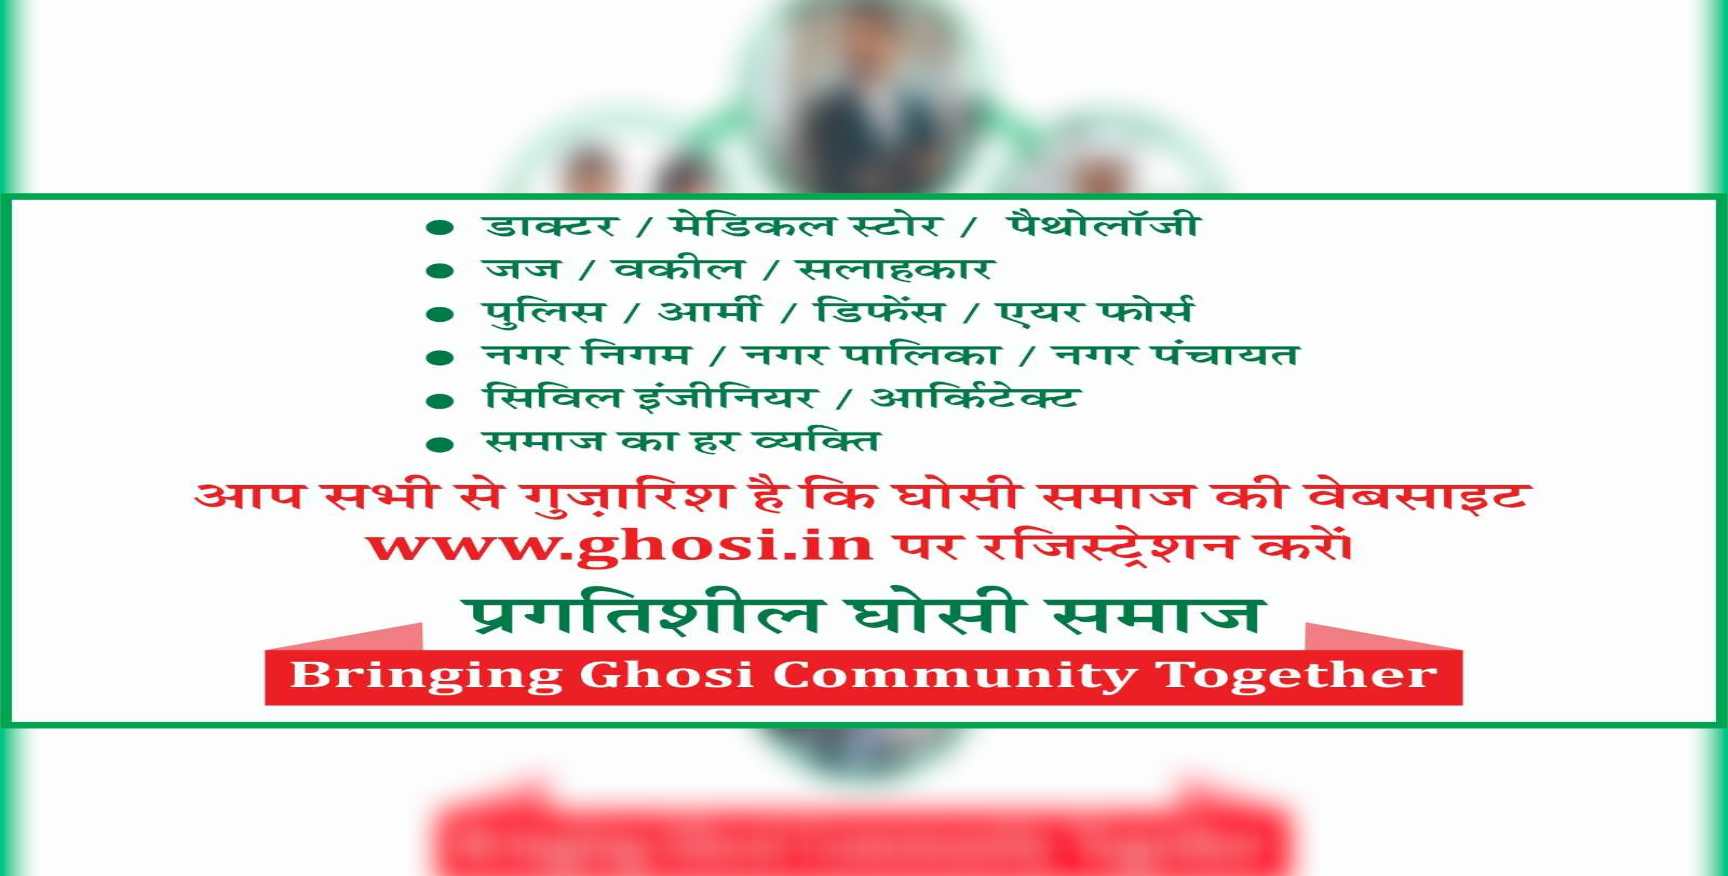 • डाक्टर / मेडिकल स्टोर / पैथोलॉजी
• जज / वकील / सलाहकार
• पुलिस / आर्मी / डिफेंस / एयर फोर्स
• नगर निगम / नगर पालिका / नगर पंचायत
• सिविल इंजीनियर / आर्किटेक्ट
• समाज का हर व्यक्ति
आप सभी से गुज़ारिश है कि घोसी समाज की वेबसाइट
www.ghosi.in पर रजिस्ट्रेशन करें।
प्रगतिशील घोसी समाज
Bringing Ghosi Community Together